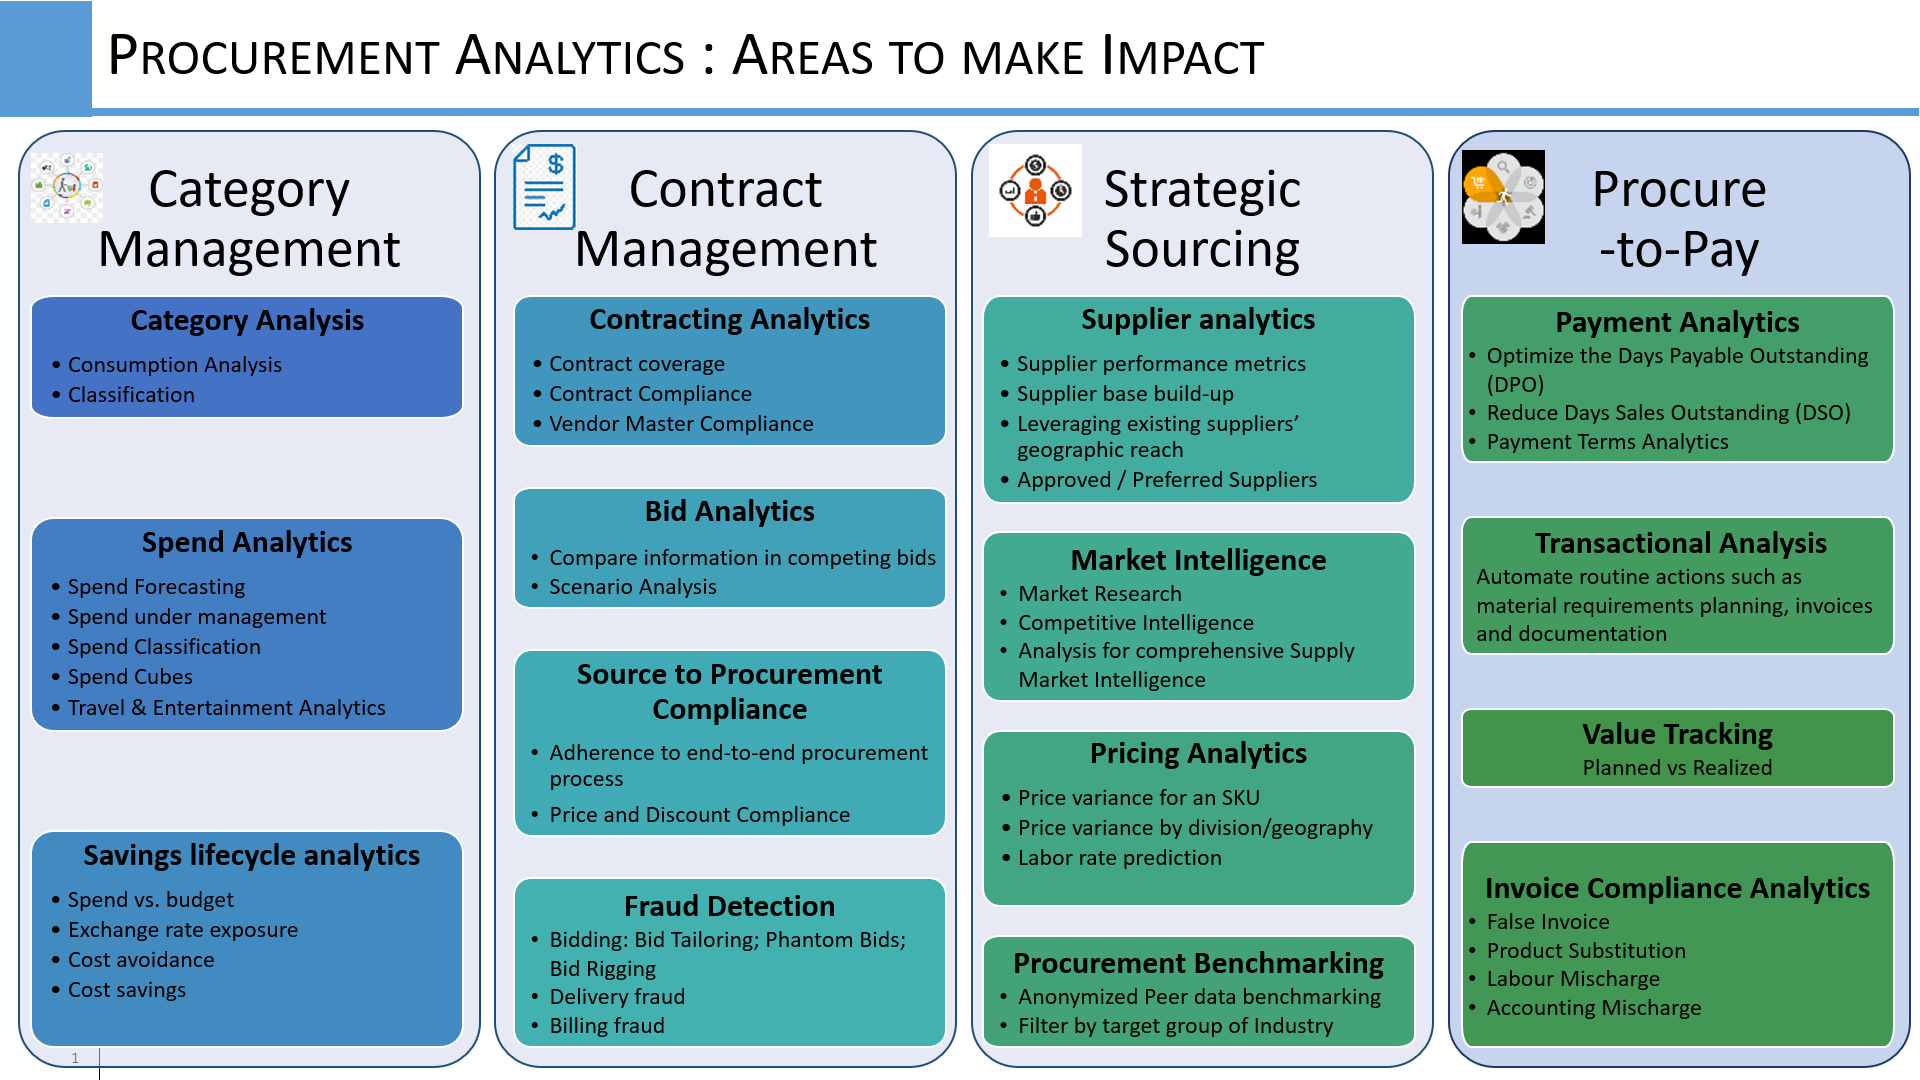 Procurement Analytics : Areas to make Impact
Category
Management
Category Analysis
• Consumption Analysis
• Classification
Spend Analytics
• Spend Forecasting
• Spend under management
• Spend Classification
• Spend Cubes
• Travel & Entertainment Analytics
Savings lifecycle analytics
• Spend vs. budget
• Exchange rate exposure
• Cost avoidance
• Cost savings
Contract
Management
Contracting Analytics
• Contract coverage
• Contract Compliance
• Vendor Master Compliance
Bid Analytics
• Compare information in competing bids
• Scenario Analysis
Source to Procurement
Compliance
• Adherence to end-to-end procurement
process
• Price and Discount Compliance
Fraud Detection
• Bidding: Bid Tailoring; Phantom Bids;
Bid Rigging
• Delivery fraud
• Billing fraud
Strategic
Sourcing
Supplier analytics
• Supplier performance metrics
• Supplier base build-up
• Leveraging existing suppliers’
geographic reach
• Approved / Preferred Suppliers
Market Intelligence
• Market Research
• Competitive Intelligence
• Analysis for comprehensive Supply
Market Intelligence
Pricing Analytics
• Price variance for an SKU
• Price variance by division/geography
• Labor rate prediction
Procurement Benchmarking
• Anonymized Peer data benchmarking
• Filter by target group of Industry
Procure
-to-Pay
Payment Analytics
• Optimize the Days Payable Outstanding
(DPO)
• Reduce Days Sales Outstanding (DSO)
• Payment Terms Analytics
Transactional Analysis
Automate routine actions such as
material requirements planning, invoices
and documentation
Value Tracking
Planned vs Realized
Invoice Compliance Analytics
• False Invoice
• Product Substitution
• Labour Mischarge
• Accounting Mischarge
1